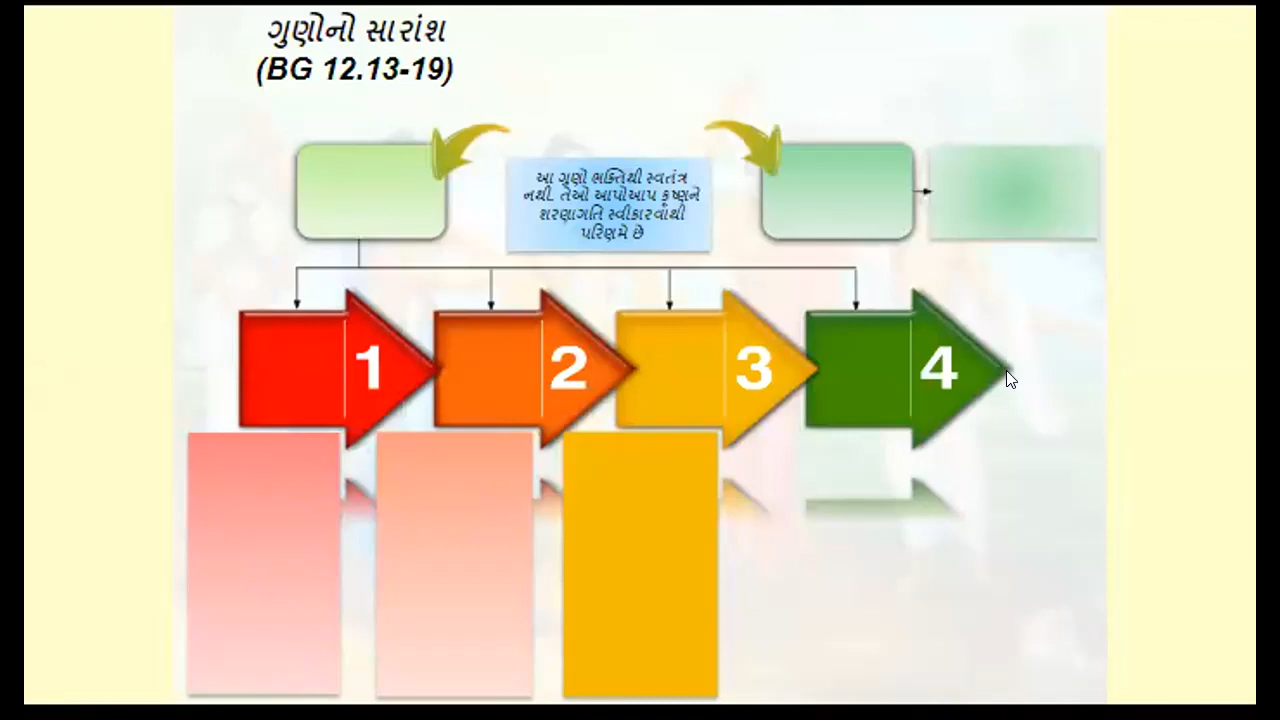 ગુણોનો સારાંશ
(BG 12.13-19)
આ ગુણો ભક્તિથી સ્વતંત્ર
નથી. તેઓ આપોઆપ કૃષ્ણને
શરણાગતિ સ્વીકારવાથી
પરિણમે છે
1 2 3 4